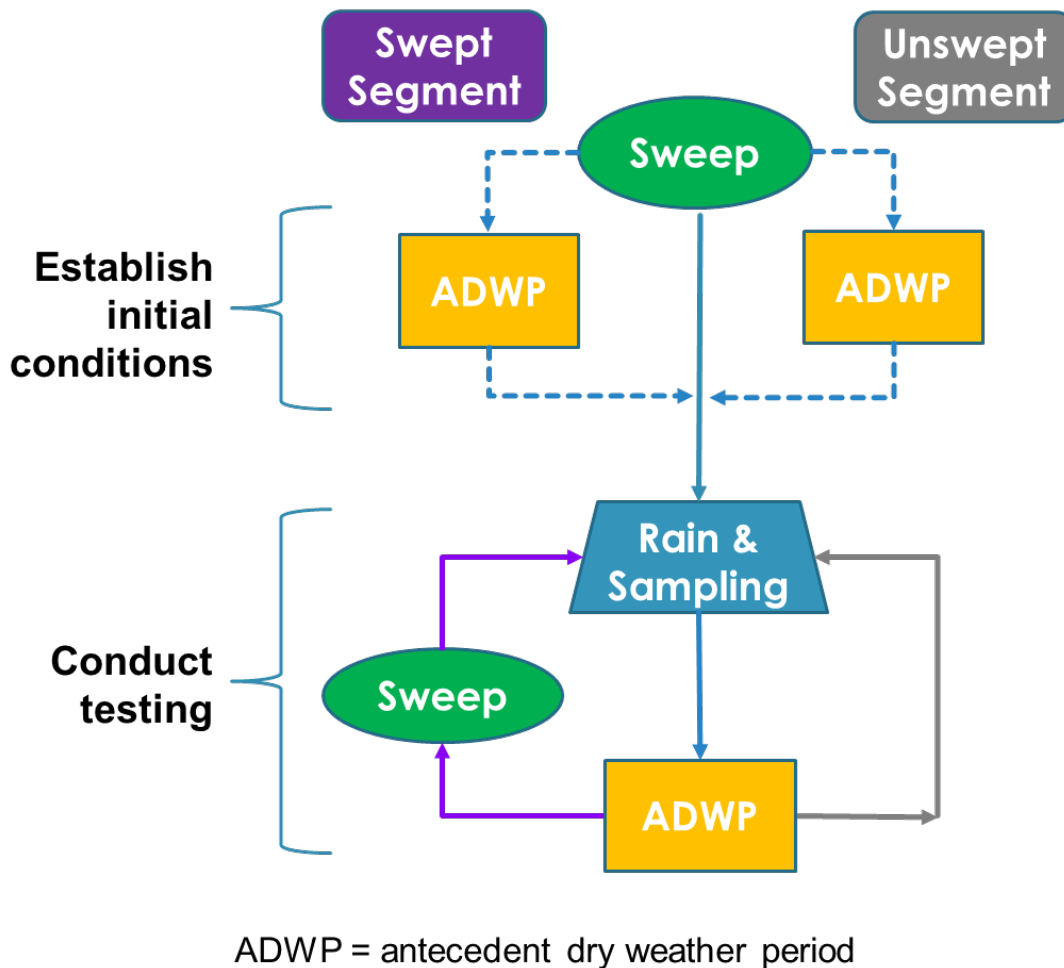 Swept
Segment
Unswept
Segment
Sweep
Establish
initial
conditions
ADWP
ADWP
Rain &
Sampling
Conduct
testing
Sweep
ADWP
ADWP = antecedent dry weather period